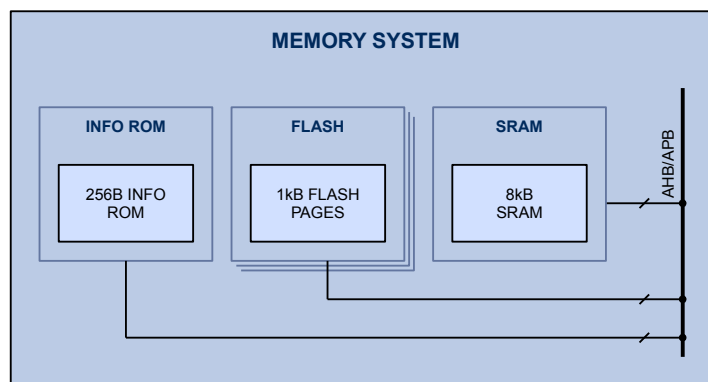 MEMORY SYSTEM
INFO ROM
FLASH
SRAM
AHB/APB
256B INFO
ROM
1kB FLASH
PAGES
8kB
SRAM